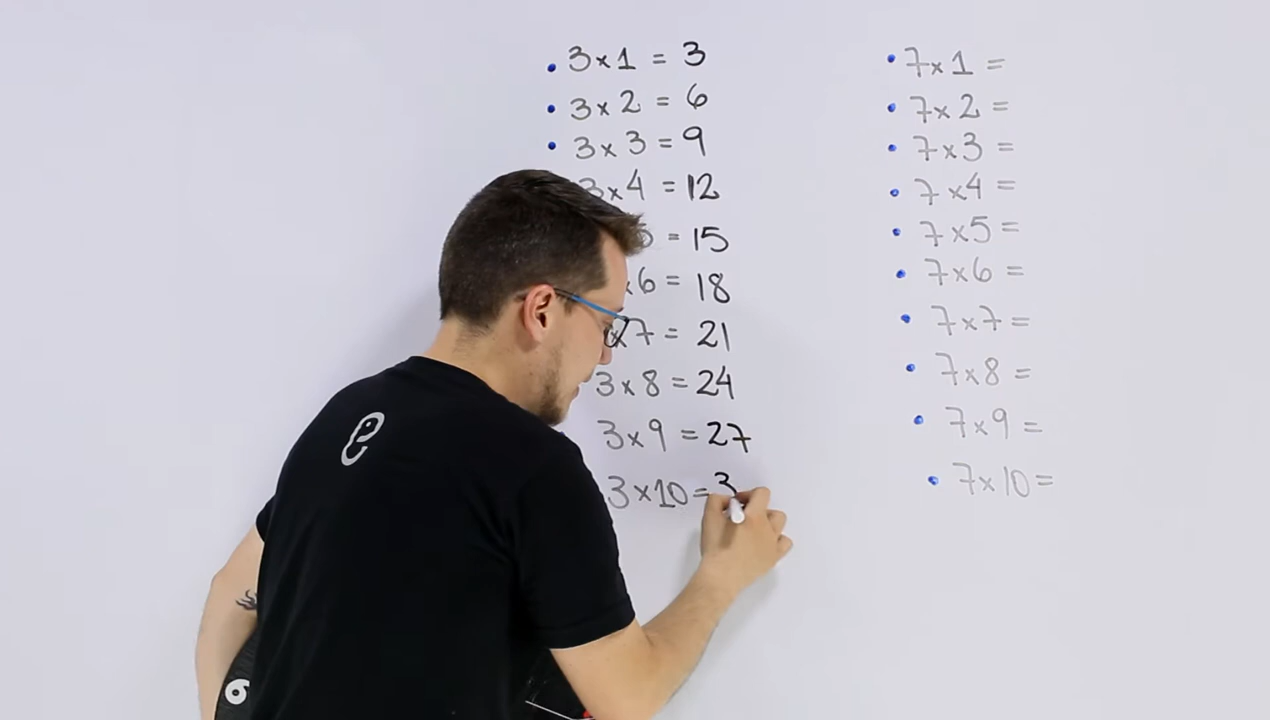 • 3 x 1 = 3
• 3 x 2 = 6
• 3 x 3 = 9
3 x 4 = 12
= 15
x 6 = 18
x 7 = 21
3 x 8 = 24
3 x 9 = 27
3 x 10 = 3
• 7 x 1 =
• 7 x 2 =
• 7 x 3 =
• 7 x 4 =
• 7 x 5 =
• 7 x 6 =
• 7 x 7 =
• 7 x 8 =
• 7 x 9 =
• 7 x 10 =
e
6